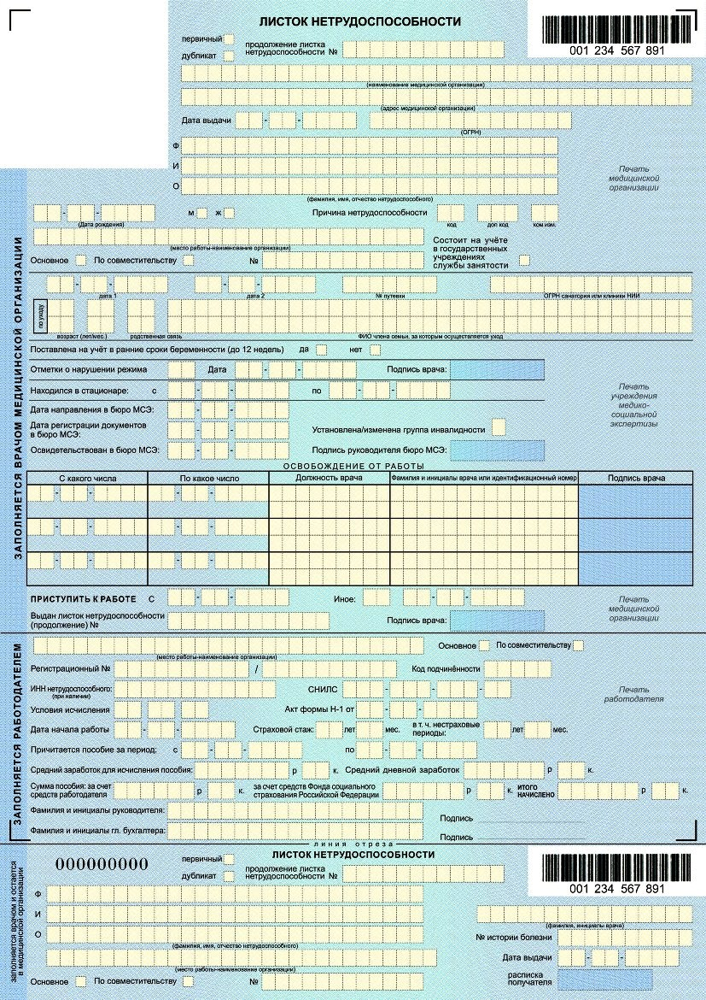 ЛИСТОК НЕТРУДОСПОСОБНОСТИ
первичный
дубликат
продолжение листка
нетрудоспособности №
001 234 567 891
(наименование медицинской организации)
(адрес медицинской организации)
Дата выдачи - -
(ОГРН)
Ф
И
О
(фамилия, имя, отчество нетрудоспособного)
Печать
медицинской
организации
ЗАПОЛНЯЕТСЯ ВРАЧОМ МЕДИЦИНСКОЙ ОРГАНИЗАЦИИ
- - м ж Причина нетрудоспособности
(Дата рождения) код доп код код изм.
(место работы-наименование организации)
Состоит на учёте
в государственных
учреждениях
службы занятости
Основное По совместительству №
- - - -
дата 1 дата 2 № путевки ОГРН санатория или клиники НИИ
по уходу
возраст (лет/мес.) родственная связь ФИО члена семьи, за которым осуществляется уход
Поставлена на учёт в ранние сроки беременности (до 12 недель) да нет
Отметки о нарушении режима Дата - - Подпись врача:
Находился в стационаре: с - - по - -
Дата направления в бюро МСЭ: - -
Дата регистрации документов
в бюро МСЭ: - - Установлена/изменена группа инвалидности
Освидетельствован в бюро МСЭ: - - Подпись руководителя бюро МСЭ:
Печать
учреждения
медико-
социальной
экспертизы
ОСВОБОЖДЕНИЕ ОТ РАБОТЫ
С какого числа По какое число Должность врача Фамилия и инициалы врача или идентификационный номер Подпись врача
- - - -
- - - -
- - - -
ПРИСТУПИТЬ К РАБОТЕ С - - Иное: - -
Выдан листок нетрудоспособности
(продолжение) № Подпись врача:
Печать
медицинской
организации
ЗАПОЛНЯЕТСЯ РАБОТОДАТЕЛЕМ
(место работы-наименование организации)
Основное По совместительству
Регистрационный № / Код подчинённости
ИНН нетрудоспособного:
(при наличии)
СНИЛС - - -
Условия исчисления Акт формы Н-1 от - -
Печать
работодателя
Дата начала работы - - Страховой стаж: лет мес. в т. ч. нестраховые
периоды: лет мес.
Причитается пособие за период: с - - по - -
Средний заработок для исчисления пособия: р к. Средний дневной заработок р к.
Сумма пособия: за счет
средств работодателя р к. за счет средств Фонда социального
страхования Российской Федерации р к. ИТОГО
НАЧИСЛЕНО р к.
Фамилия и инициалы руководителя: Подпись
Фамилия и инициалы гл. бухгалтера: Подпись
линия отреза
ЛИСТОК НЕТРУДОСПОСОБНОСТИ
000000000
первичный
дубликат
продолжение листка
нетрудоспособности №
001 234 567 891
заполняется врачом и остается
в медицинской организации
Ф
И
О
(фамилия, имя, отчество нетрудоспособного)
(место работы-наименование организации)
Основное По совместительству №
(фамилия, инициалы врача)
№ истории болезни
Дата выдачи - -
расписка
получателя